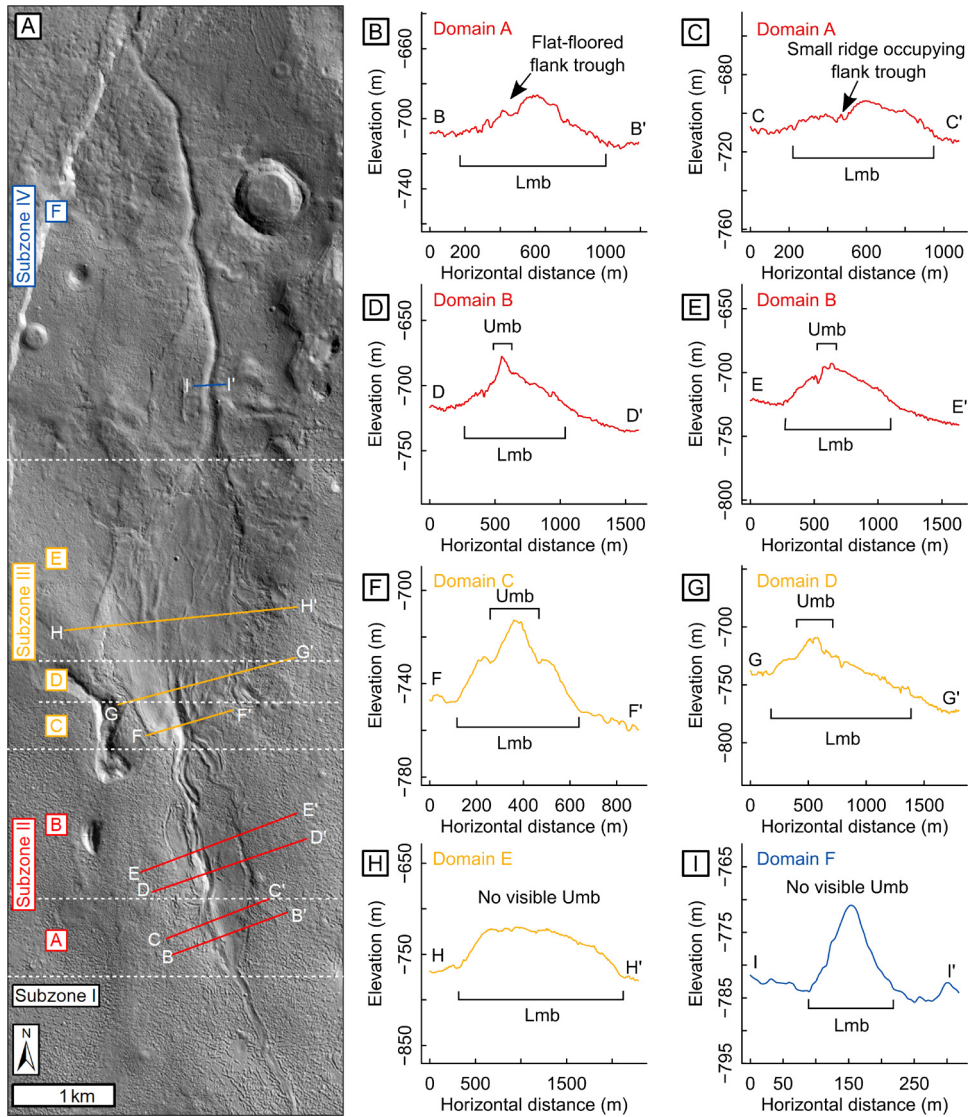 A
Subzone IV
F
I
I'
Subzone III
E
H
H'
D
G
G'
C
F
F'
Subzone II
B
E
E'
D
D'
A
C
C'
B
B'
Subzone I
N
1 km
B
Domain A
Flat-floored
flank trough
B
B'
Lmb
Elevation (m)
−660
−700
−740
0 200 600 1000
Horizontal distance (m)
C
Domain A
Small ridge occupying
flank trough
C
C'
Lmb
Elevation (m)
−680
−720
−760
0 200 600 1000
Horizontal distance (m)
D
Domain B
Umb
D
D'
Lmb
Elevation (m)
−650
−700
−750
0 500 1000 1500
Horizontal distance (m)
E
Domain B
Umb
E
E'
Lmb
Elevation (m)
−650
−700
−750
−800
0 500 1000 1500
Horizontal distance (m)
F
Domain C
Umb
F
F'
Lmb
Elevation (m)
−700
−740
−780
0 200 400 600 800
Horizontal distance (m)
G
Domain D
Umb
G
G'
Lmb
Elevation (m)
−650
−700
−750
−800
0 500 1000 1500
Horizontal distance (m)
H
Domain E
No visible Umb
H
H'
Lmb
Elevation (m)
−650
−750
−850
0 500 1000 2000
Horizontal distance (m)
I
Domain F
No visible Umb
I
I'
Lmb
Elevation (m)
−765
−775
−785
−795
0 50 150 250
Horizontal distance (m)